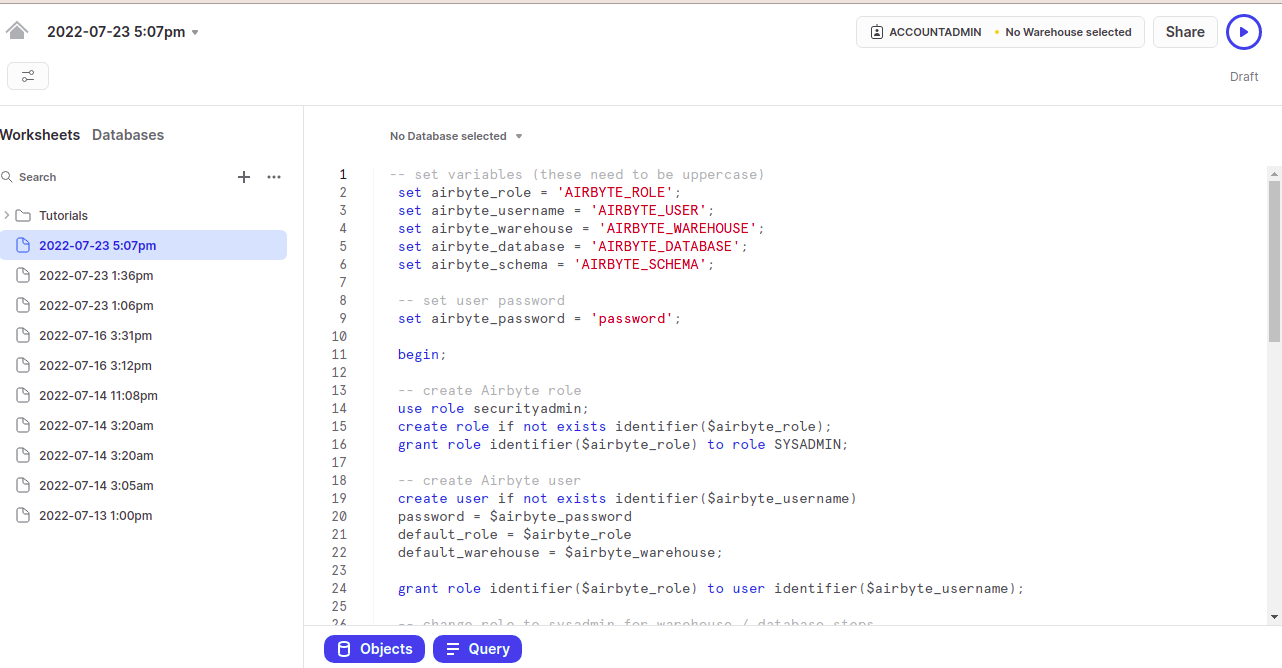 2022-07-23 5:07pm
ACCOUNTADMIN No Warehouse selected
Share
Draft
Worksheets Databases
Search
Tutorials
2022-07-23 5:07pm
2022-07-23 1:36pm
2022-07-23 1:06pm
2022-07-16 3:31pm
2022-07-16 3:12pm
2022-07-14 11:08pm
2022-07-14 3:20am
2022-07-14 3:20am
2022-07-14 3:05am
2022-07-13 1:00pm
No Database selected
1 -- set variables (these need to be uppercase)
2 set airbyte_role = 'AIRBYTE_ROLE';
3 set airbyte_username = 'AIRBYTE_USER';
4 set airbyte_warehouse = 'AIRBYTE_WAREHOUSE';
5 set airbyte_database = 'AIRBYTE_DATABASE';
6 set airbyte_schema = 'AIRBYTE_SCHEMA';
7
8 -- set user password
9 set airbyte_password = 'password';
10
11 begin;
12
13 -- create Airbyte role
14 use role securityadmin;
15 create role if not exists identifier($airbyte_role);
16 grant role identifier($airbyte_role) to role SYSADMIN;
17
18 -- create Airbyte user
19 create user if not exists identifier($airbyte_username)
20 password = $airbyte_password
21 default_role = $airbyte_role
22 default_warehouse = $airbyte_warehouse;
23
24 grant role identifier($airbyte_role) to user identifier($airbyte_username);
25
26 -- change role to sysadmin for warehouse / database steps
Objects
Query